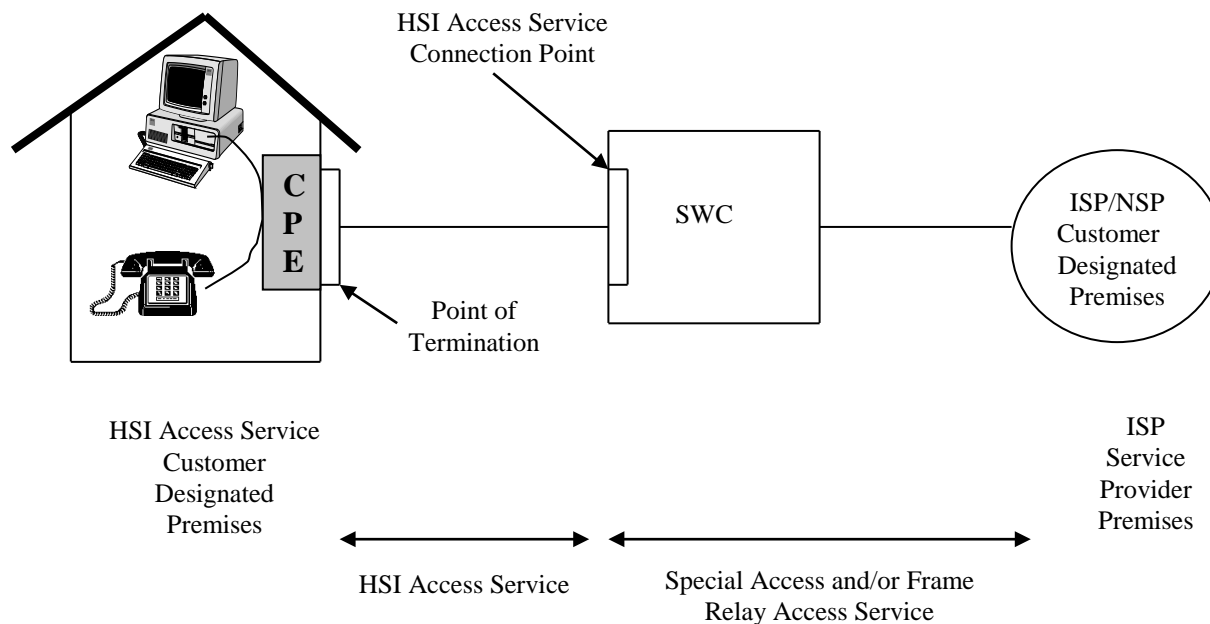 HSI Access Service
Connection Point
C
P
E
SWC
ISP/NSP
Customer
Designated
Premises
Point of
Termination
HSI Access Service
Customer
Designated
Premises
ISP
Service
Provider
Premises
HSI Access Service
Special Access and/or Frame
Relay Access Service